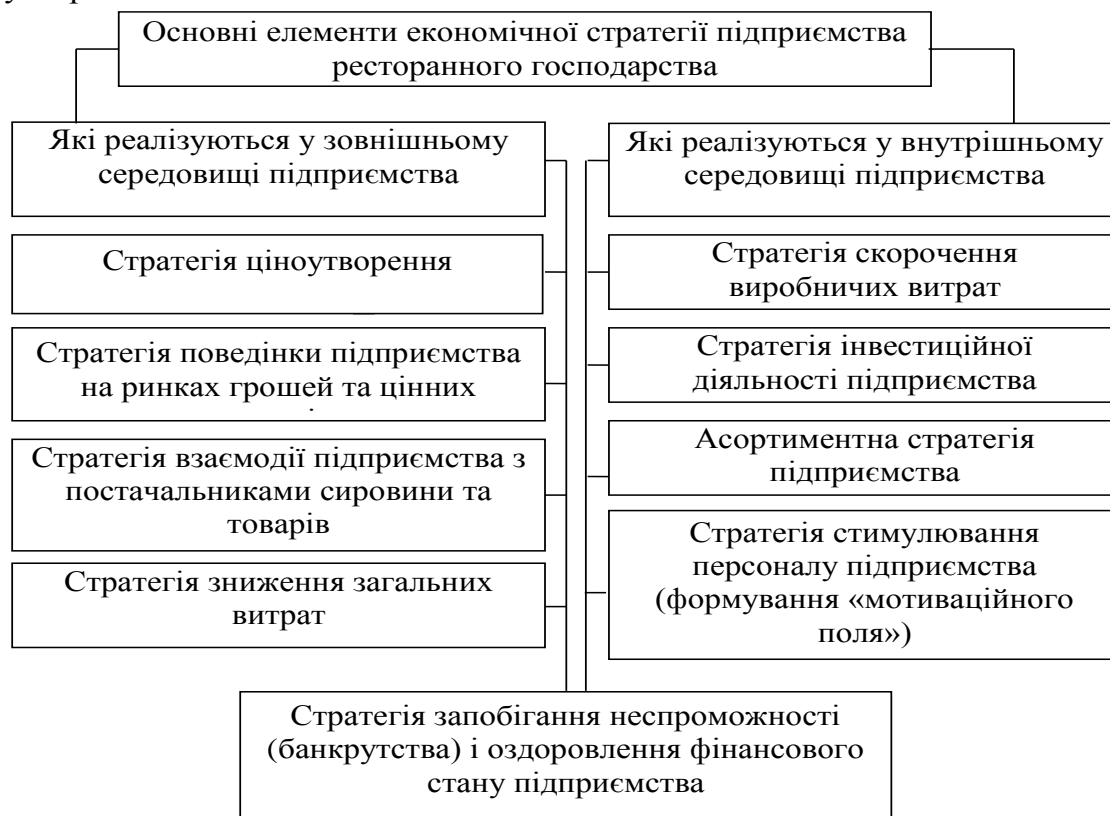 Основні елементи економічної стратегії підприємства
ресторанного господарства
Які реалізуються у зовнішньому
середовищі підприємства
Стратегія ціноутворення
Стратегія поведінки підприємства
на ринках грошей та цінних
Стратегія взаємодії підприємства з
постачальниками сировини та
товарів
Стратегія зниження загальних
витрат
Які реалізуються у внутрішньому
середовищі підприємства
Стратегія скорочення
виробничих витрат
Стратегія інвестиційної
діяльності підприємства
Асортиментна стратегія
підприємства
Стратегія стимулювання
персоналу підприємства
(формування «мотиваційного
поля»)
Стратегія запобігання неспроможності
(банкрутства) і оздоровлення фінансового
стану підприємства